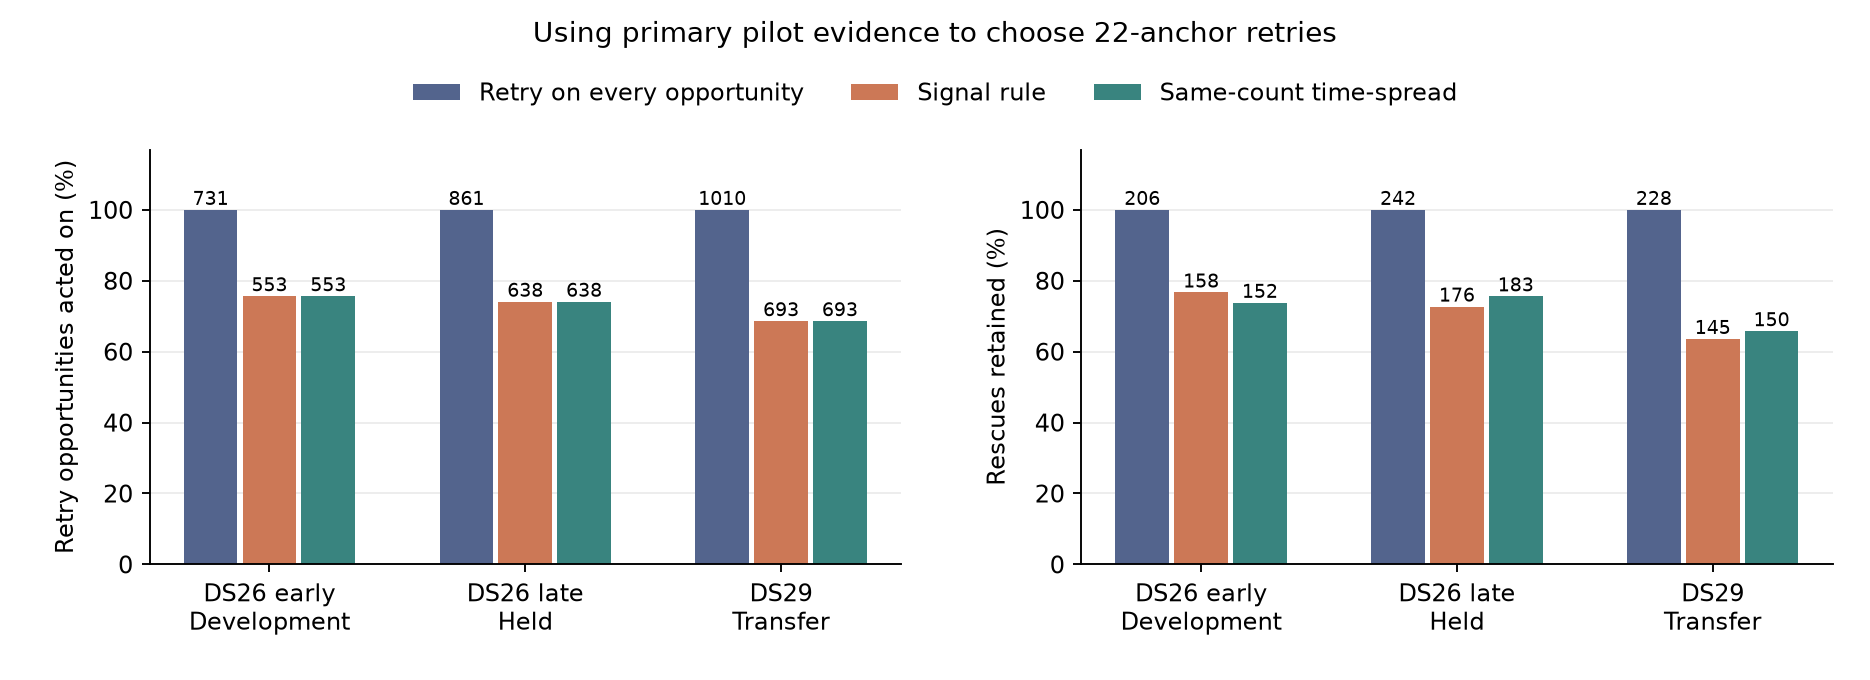 Using primary pilot evidence to choose 22-anchor retries
Retry on every opportunity
Signal rule
Same-count time-spread
Retry opportunities acted on (%)
100
80
60
40
20
0
731
553
553
861
638
638
1010
693
693
DS26 early
Development
DS26 late
Held
DS29
Transfer
Rescues retained (%)
100
80
60
40
20
0
206
158
152
242
176
183
228
145
150
DS26 early
Development
DS26 late
Held
DS29
Transfer